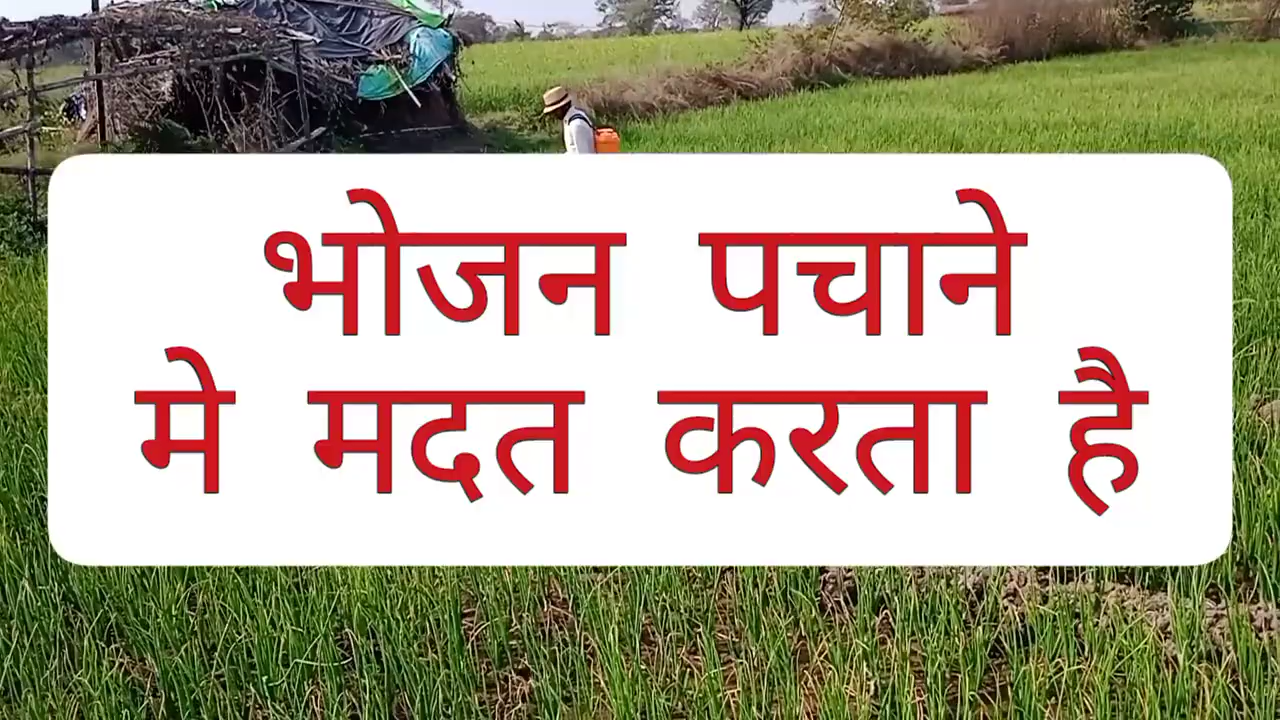 भोजन पचाने
मे मदत करता है